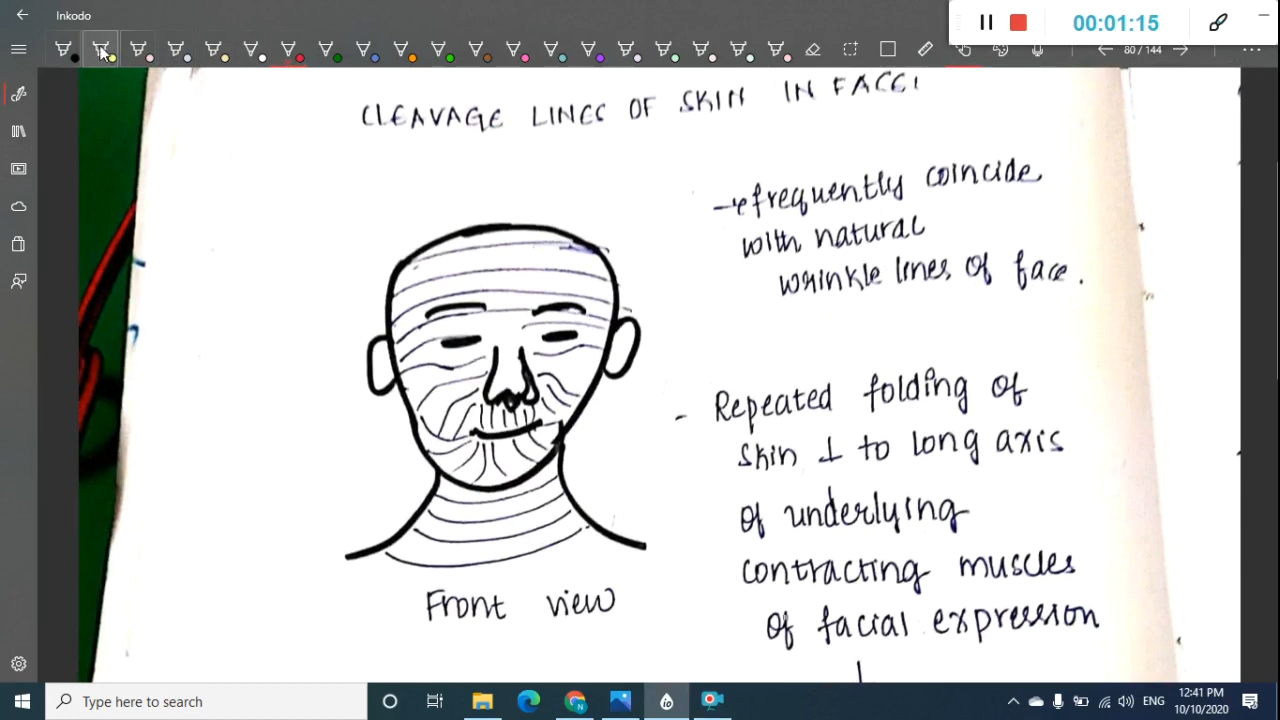 Inkodo
00:01:15
80 / 144
CLEAVAGE LINES OF SKIN IN FACE:
→ frequently coincide
with natural
wrinkle lines of face.
- Repeated folding of
skin ⊥ to long axis
of underlying
contracting muscles
of facial expression
Front view
Type here to search
ENG
12:41 PM
10/10/2020